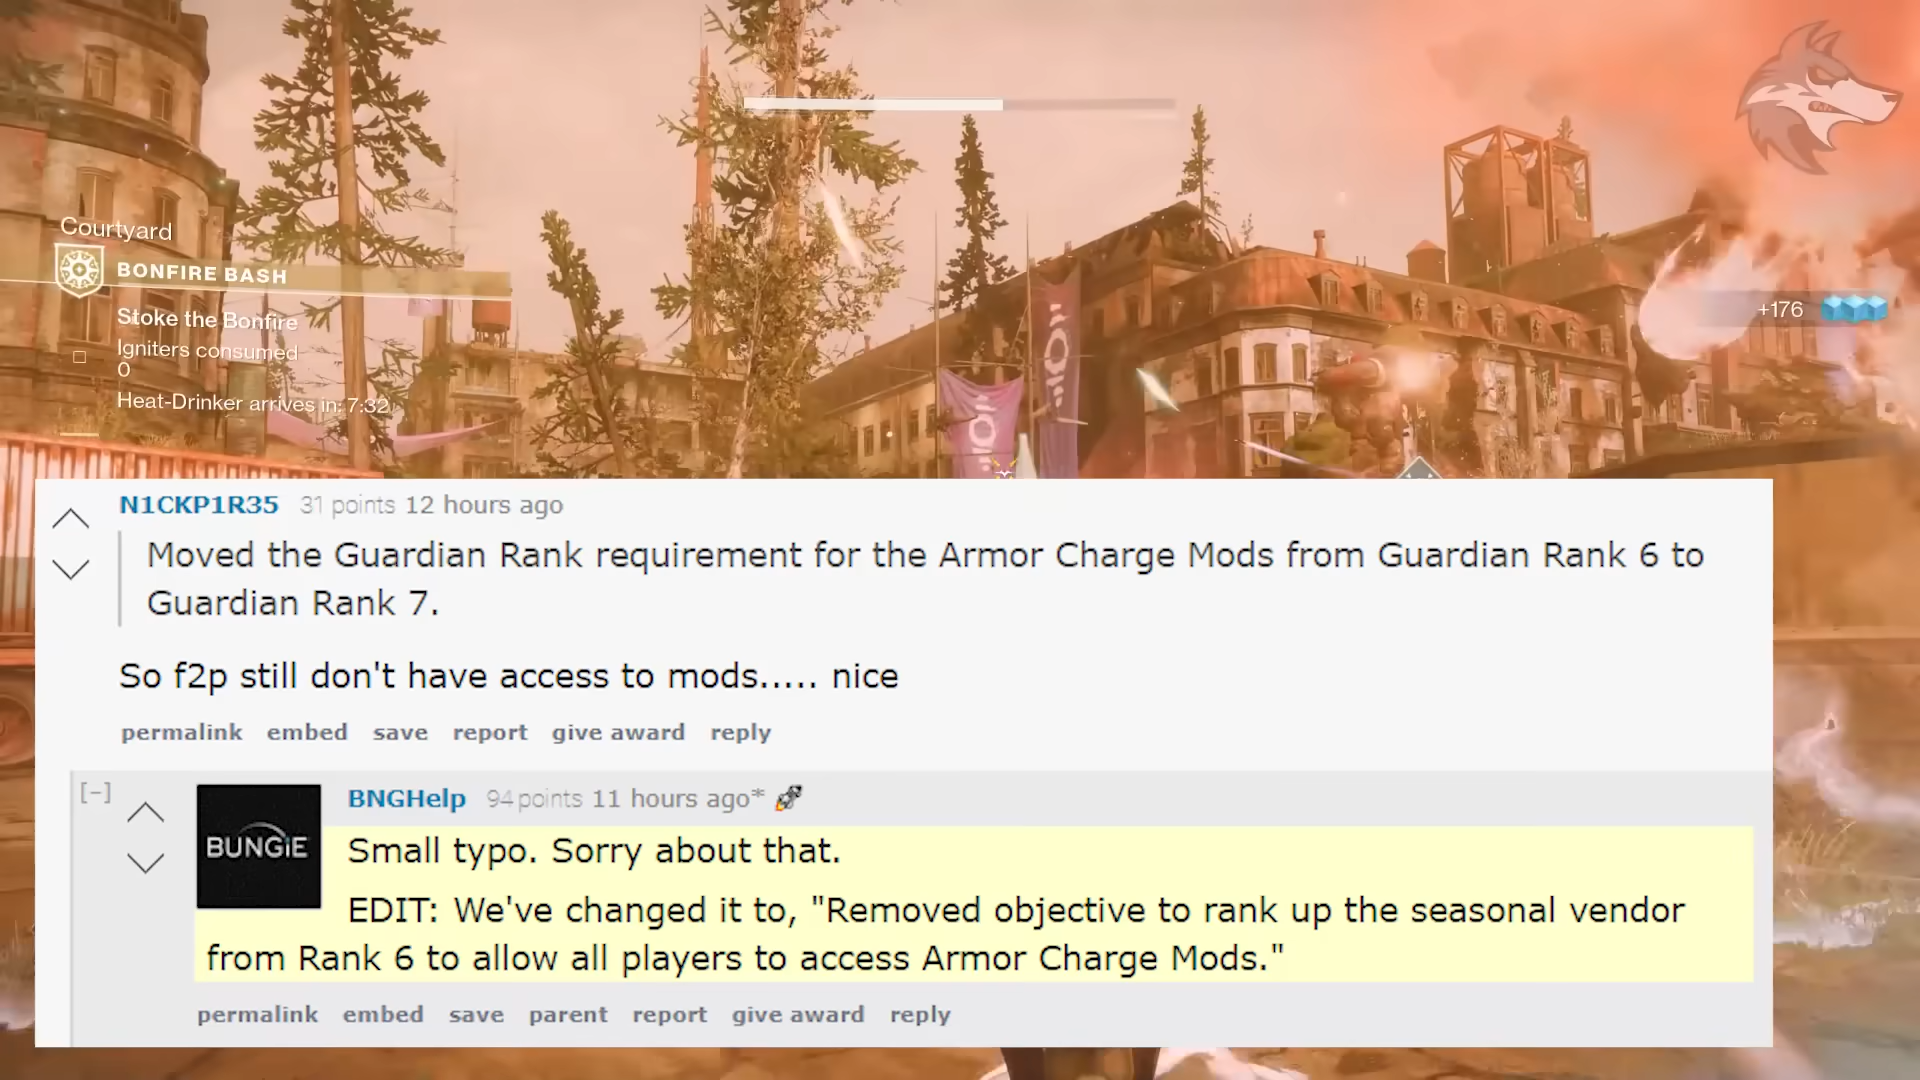 Courtyard
BONFIRE BASH
Stoke the Bonfire
Igniters consumed
0
Heat-Drinker arrives in: 7:32
+176
N1CKP1R35 31 points 12 hours ago
Moved the Guardian Rank requirement for the Armor Charge Mods from Guardian Rank 6 to
Guardian Rank 7.
So f2p still don't have access to mods..... nice
permalink embed save report give award reply
[-]
BUNGiE
BNGHelp 94 points 11 hours ago*
Small typo. Sorry about that.
EDIT: We've changed it to, "Removed objective to rank up the seasonal vendor
from Rank 6 to allow all players to access Armor Charge Mods."
permalink embed save parent report give award reply